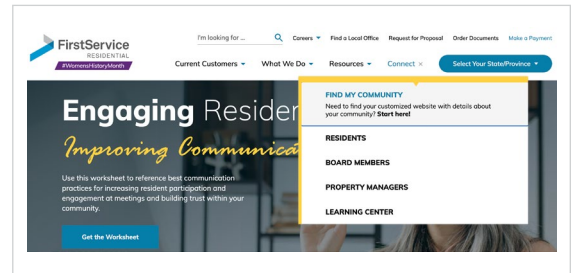 I'm looking for ...
Careers
Find a Local Office
Request for Proposal
Order Documents
Make a Payment
FirstService
RESIDENTIAL
#WomensHistoryMonth
Current Customers
What We Do
Resources
Connect
Select Your State/Province
FIND MY COMMUNITY
Need to find your customized website with details about
your community? Start here!
RESIDENTS
BOARD MEMBERS
PROPERTY MANAGERS
LEARNING CENTER
Engaging Resider
Improving Communica
Use this worksheet to reference best communication
practices for increasing resident participation and
engagement at meetings and building trust within your
community.
Get the Worksheet